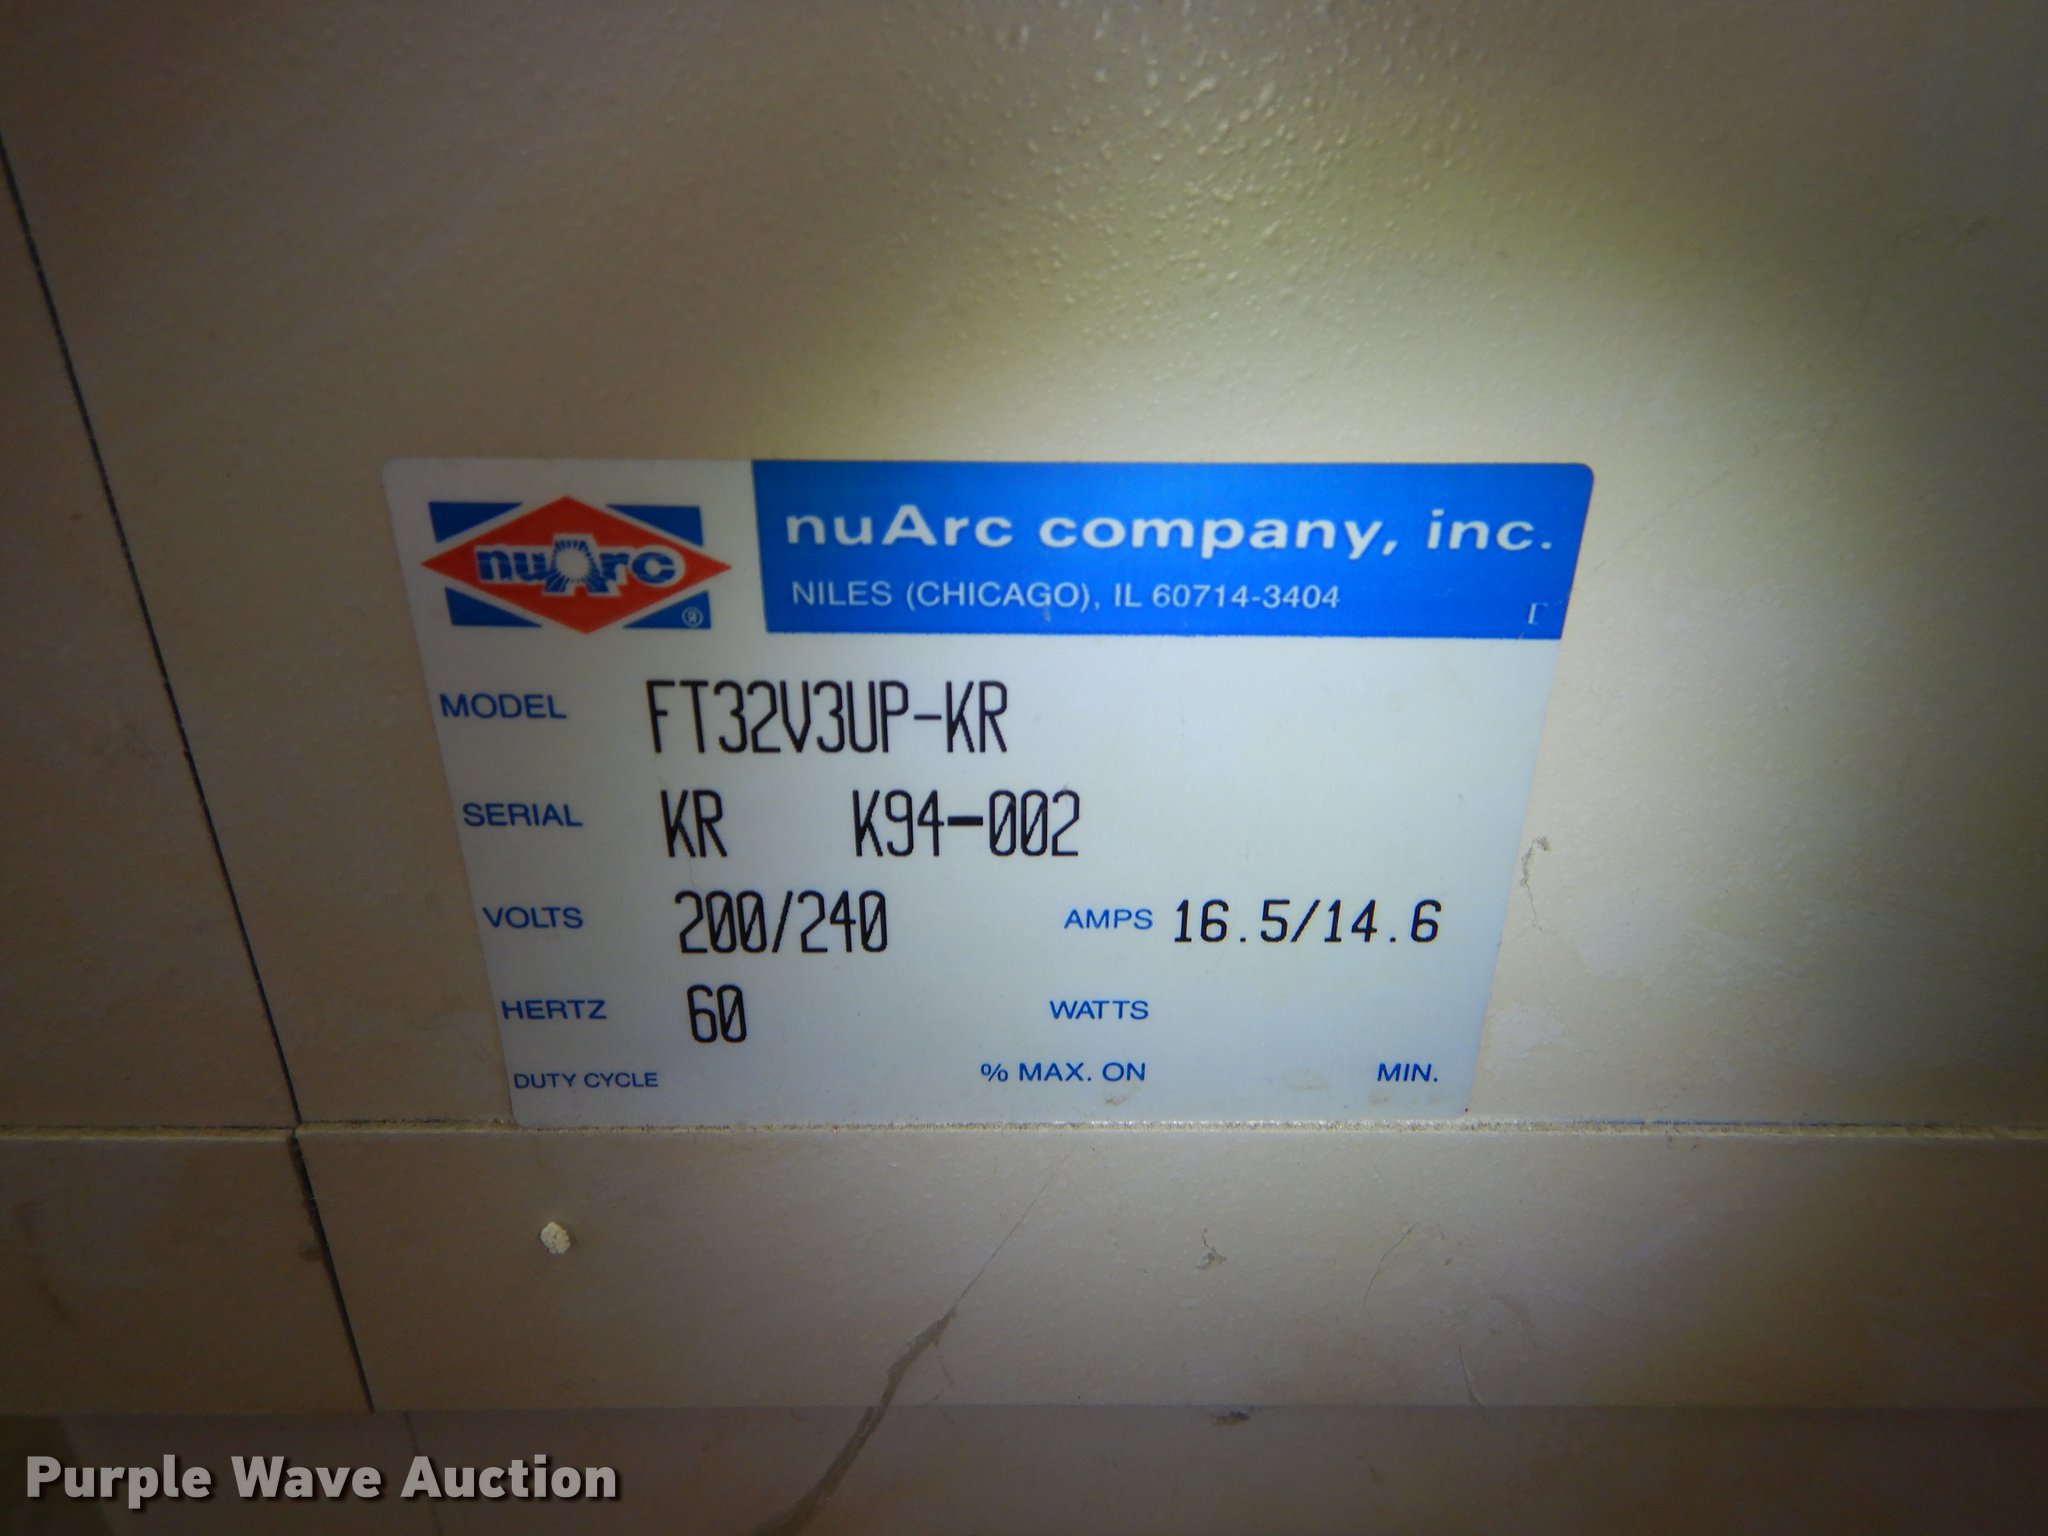 nuArc
®
nuArc company, inc.
NILES (CHICAGO), IL 60714-3404
MODEL FT32V3UP-KR
SERIAL KR K94-002
VOLTS 200/240 AMPS 16.5/14.6
HERTZ 60 WATTS
DUTY CYCLE % MAX. ON MIN.
Purple Wave Auction